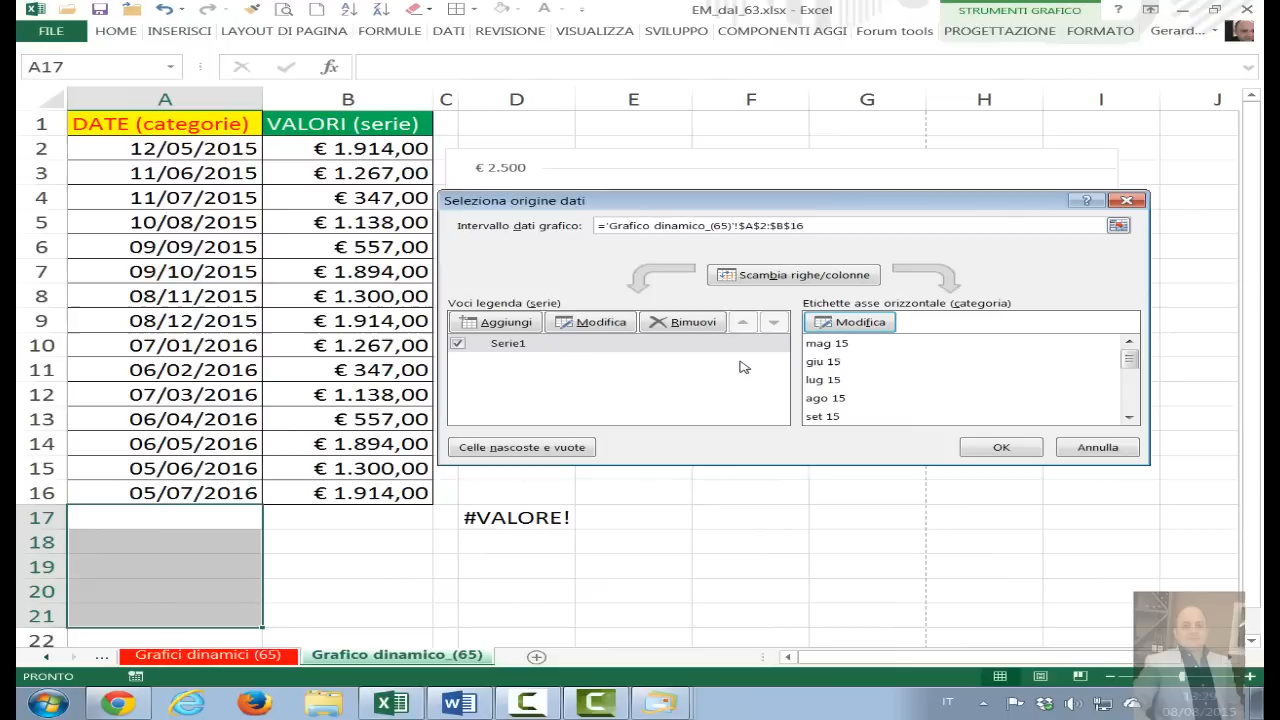 EM_dal_63.xlsx - Excel
STRUMENTI GRAFICO
FILE HOME INSERISCI LAYOUT DI PAGINA FORMULE DATI REVISIONE VISUALIZZA SVILUPPO COMPONENTI AGGI Forum tools PROGETTAZIONE FORMATO Gerard...
A17 fx
A B C D E F G H I J
1 DATE (categorie) VALORI (serie)
2 12/05/2015 € 1.914,00
3 11/06/2015 € 1.267,00
€ 2.500
4 11/07/2015 € 347,00
5 10/08/2015 € 1.138,00
6 09/09/2015 € 557,00
7 09/10/2015 € 1.894,00
8 08/11/2015 € 1.300,00
9 08/12/2015 € 1.914,00
10 07/01/2016 € 1.267,00
11 06/02/2016 € 347,00
12 07/03/2016 € 1.138,00
13 06/04/2016 € 557,00
14 06/05/2016 € 1.894,00
15 05/06/2016 € 1.300,00
16 05/07/2016 € 1.914,00
17 #VALORE!
18
19
20
21
22
Seleziona origine dati
Intervallo dati grafico: ='Grafico dinamico_(65)'!$A$2:$B$16
Scambia righe/colonne
Voci legenda (serie) Etichette asse orizzontale (categoria)
Aggiungi Modifica Rimuovi Modifica
Serie1
mag 15
giu 15
lug 15
ago 15
set 15
Celle nascoste e vuote OK Annulla
... Grafici dinamici (65) Grafico dinamico_(65)
PRONTO
IT
13:29
08/08/2015